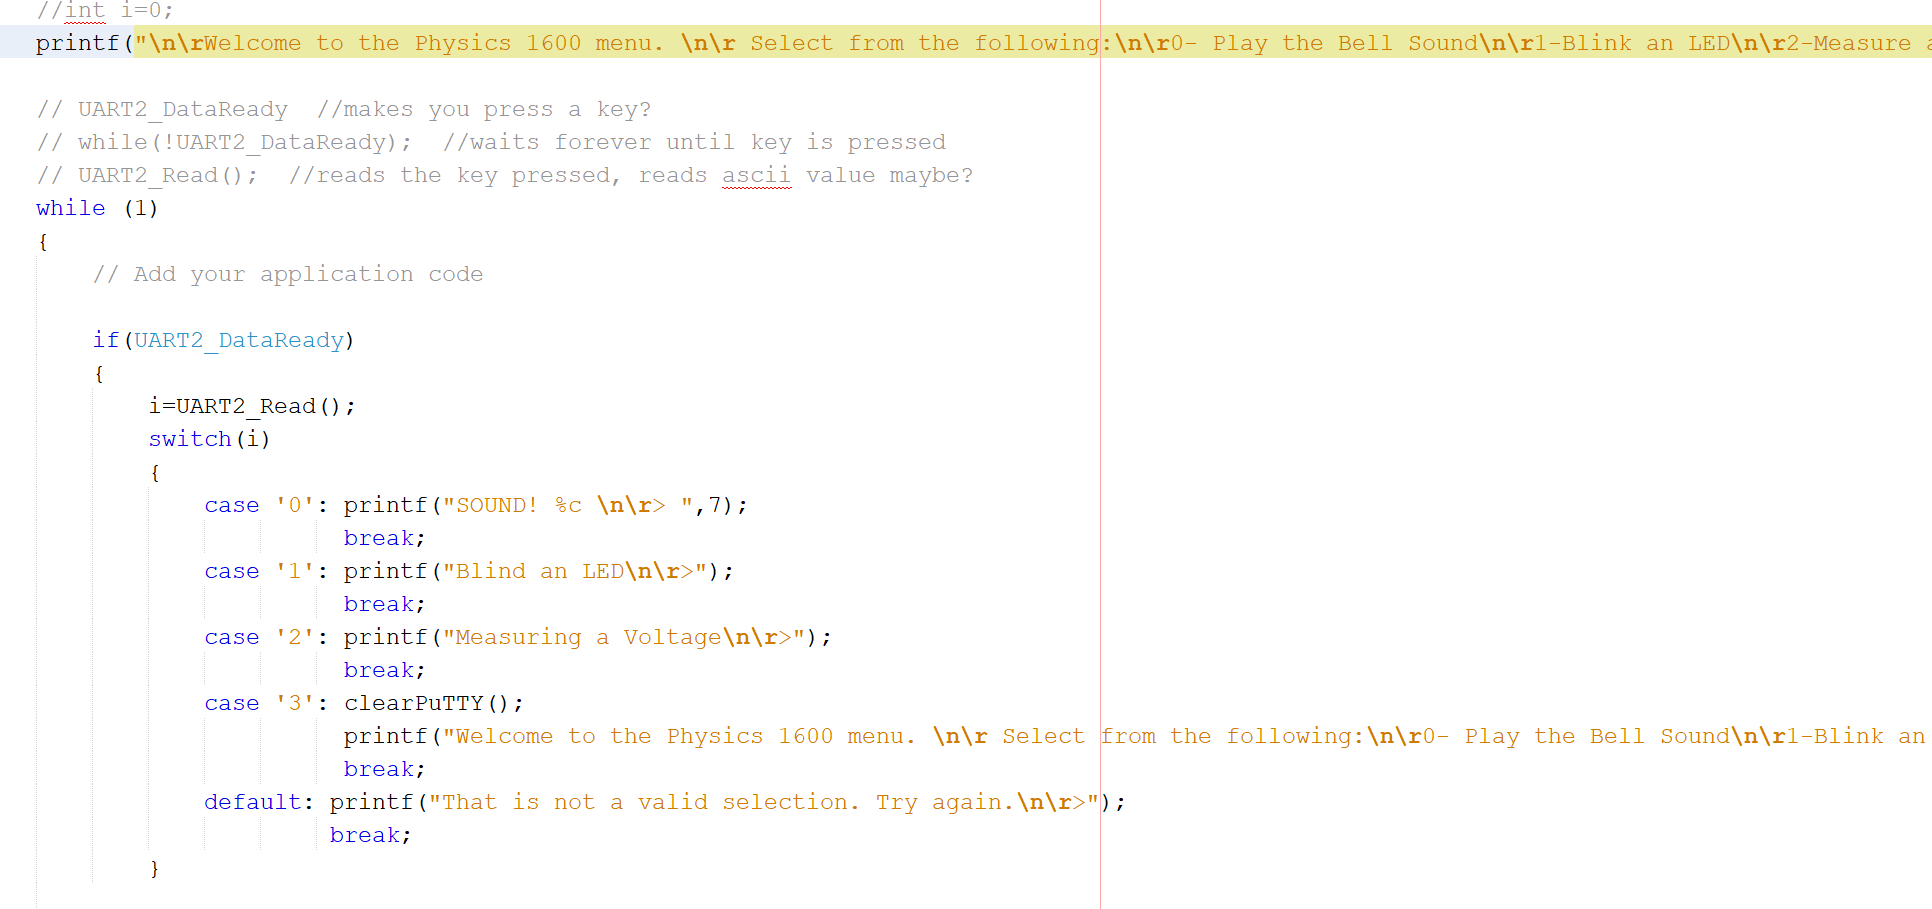 //int i=0;
printf("\n\rWelcome to the Physics 1600 menu. \n\r Select from the following:\n\r0- Play the Bell Sound\n\r1-Blink an LED\n\r2-Measure
// UART2_DataReady  //makes you press a key?
// while(!UART2_DataReady);  //waits forever until key is pressed
// UART2_Read();  //reads the key pressed, reads ascii value maybe?
while (1)
{
// Add your application code
if(UART2_DataReady)
{
i=UART2_Read();
switch(i)
{
case '0': printf("SOUND! %c \n\r> ",7);
break;
case '1': printf("Blind an LED\n\r>");
break;
case '2': printf("Measuring a Voltage\n\r>");
break;
case '3': clearPuTTY();
printf("Welcome to the Physics 1600 menu. \n\r Select from the following:\n\r0- Play the Bell Sound\n\r1-Blink an
break;
default: printf("That is not a valid selection. Try again.\n\r>");
break;
}